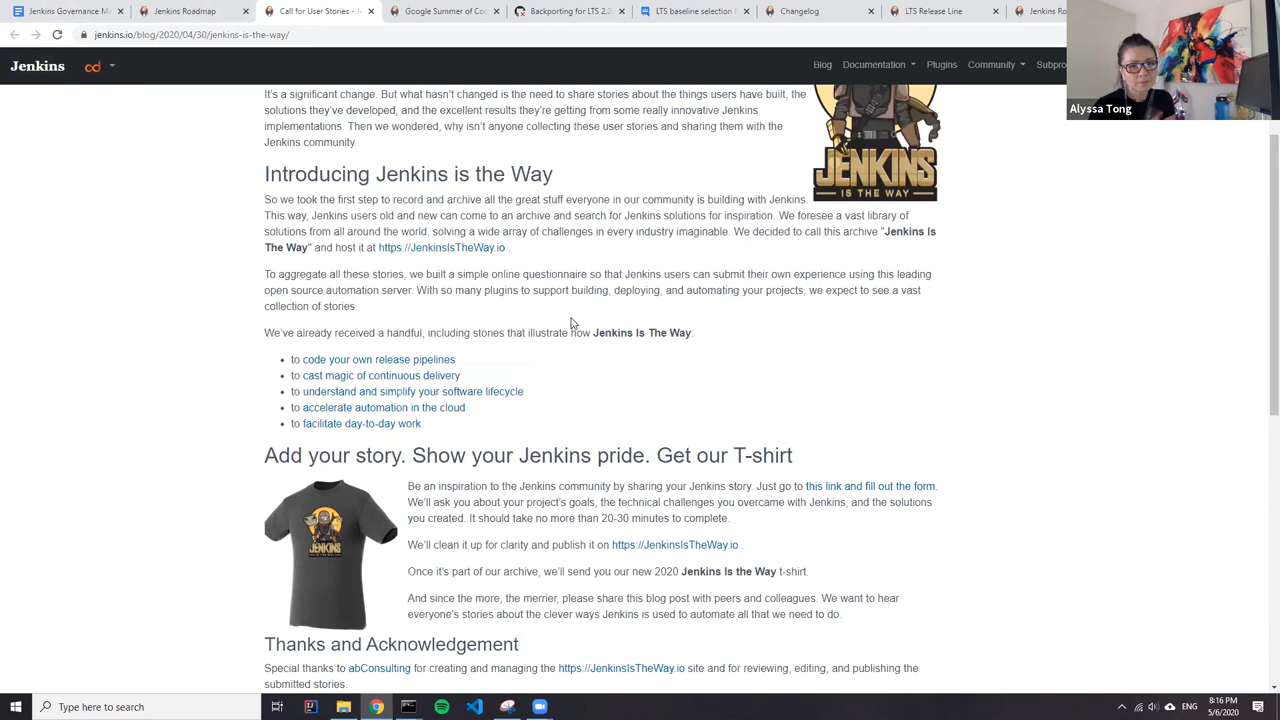 Jenkins Governance Me
Jenkins Roadmap
Call for User Stories - Je
Google Summer of Cod
Backporting for LTS 2.2
LTS baseline selection f
Changelog
LTS Release Line
Jenkins Ro
jenkins.io/blog/2020/04/30/jenkins-is-the-way/
Jenkins
cd
Blog Documentation Plugins Community Subpro
Alyssa Tong
It's a significant change. But what hasn't changed is the need to share stories about the things users have built, the
solutions they've developed, and the excellent results they're getting from some really innovative Jenkins
implementations. Then we wondered, why isn't anyone collecting these user stories and sharing them with the
Jenkins community.
JENKINS
IS THE WAY
Introducing Jenkins is the Way
So we took the first step to record and archive all the great stuff everyone in our community is building with Jenkins.
This way, Jenkins users old and new can come to an archive and search for Jenkins solutions for inspiration. We foresee a vast library of
solutions from all around the world, solving a wide array of challenges in every industry imaginable. We decided to call this archive "Jenkins Is
The Way" and host it at https://JenkinsIsTheWay.io .
To aggregate all these stories, we built a simple online questionnaire so that Jenkins users can submit their own experience using this leading
open source automation server. With so many plugins to support building, deploying, and automating your projects, we expect to see a vast
collection of stories.
We've already received a handful, including stories that illustrate how Jenkins Is The Way:
• to code your own release pipelines
• to cast magic of continuous delivery
• to understand and simplify your software lifecycle
• to accelerate automation in the cloud
• to facilitate day-to-day work
Add your story. Show your Jenkins pride. Get our T-shirt
JENKINS
Be an inspiration to the Jenkins community by sharing your Jenkins story. Just go to this link and fill out the form.
We'll ask you about your project's goals, the technical challenges you overcame with Jenkins, and the solutions
you created. It should take no more than 20-30 minutes to complete.
We'll clean it up for clarity and publish it on https://JenkinsIsTheWay.io .
Once it's part of our archive, we'll send you our new 2020 Jenkins Is the Way t-shirt.
And since the more, the merrier, please share this blog post with peers and colleagues. We want to hear
everyone's stories about the clever ways Jenkins is used to automate all that we need to do.
Thanks and Acknowledgement
Special thanks to abConsulting for creating and managing the https://JenkinsIsTheWay.io site and for reviewing, editing, and publishing the
submitted stories.
Type here to search
8:16 PM
5/6/2020